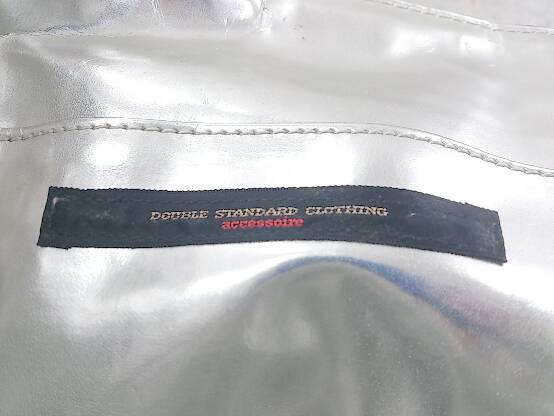 DOUBLE STANDARD CLOTHING
accessoire